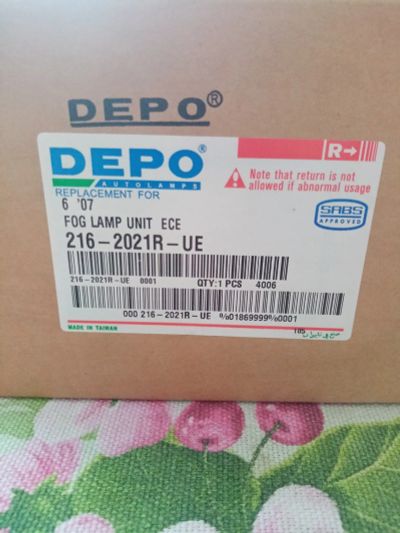 DEPO®
DEPO®
AUTOLAMPS
REPLACEMENT FOR
R
Note that return is not
allowed if abnormal usage
6 '07
FOG LAMP UNIT ECE
216-2021R-UE
SABS
APPROVED
216-2021R-UE 0001 QTY:1 PCS 4006
000 216-2021R-UE %01869999%0001
MADE IN TAIWAN